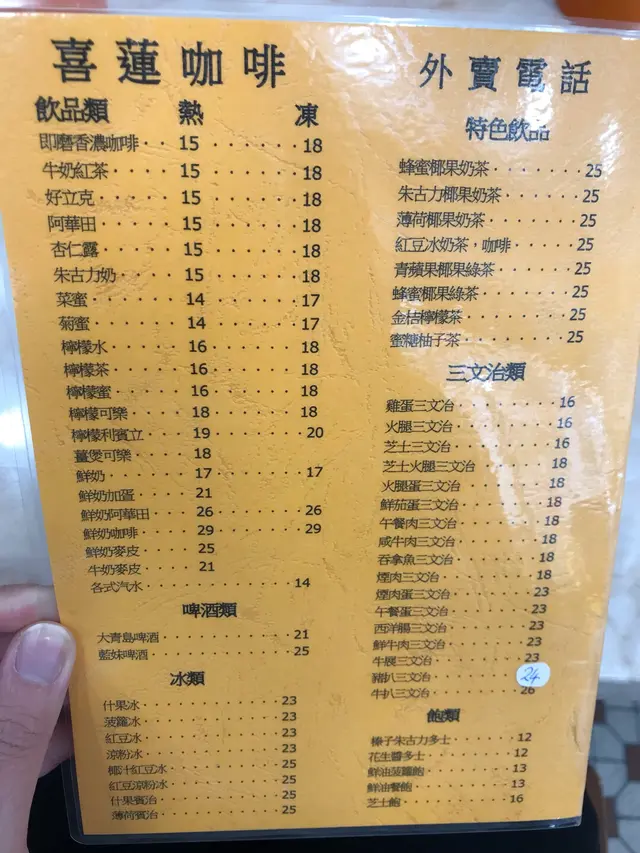 喜蓮咖啡
飲品類 熱 凍
即磨香濃咖啡 15 18
牛奶紅茶 15 18
好立克 15 18
阿華田 15 18
杏仁露 15 18
朱古力奶 15 18
菜蜜 14 17
菊蜜 14 17
檸檬水 16 18
檸檬茶 16 18
檸檬蜜 16 18
檸檬可樂 18 18
檸檬利賓立 19 20
薑煲可樂 18
鮮奶 17 17
鮮奶加蛋 21
鮮奶阿華田 26 26
鮮奶咖啡 29 29
鮮奶麥皮 25
牛奶麥皮 21
各式汽水 14
啤酒類
大青島啤酒 21
藍妹啤酒 25
冰類
什果冰 23
菠蘿冰 23
紅豆冰 23
涼粉冰 23
椰汁紅豆冰 25
紅豆涼粉冰 25
什果賓治 25
薄荷賓治 25
外賣電話
特色飲品
蜂蜜椰果奶茶 25
朱古力椰果奶茶 25
薄荷椰果奶茶 25
紅豆冰奶茶，咖啡 25
青蘋果椰果綠茶 25
蜂蜜椰果綠茶 25
金桔檸檬茶 25
蜜糖柚子茶 25
三文治類
雞蛋三文治 16
火腿三文治 16
芝士三文治 16
芝士火腿三文治 18
火腿蛋三文治 18
鮮茄蛋三文治 18
午餐肉三文治 18
咸牛肉三文治 18
吞拿魚三文治 18
煙肉三文治 18
煙肉蛋三文治 23
午餐蛋三文治 23
西洋腸三文治 23
鮮牛肉三文治 23
牛展三文治 23
豬扒三文治 24
牛扒三文治 26
飽類
榛子朱古力多士 12
花生醬多士 12
鮮油菠蘿飽 13
鮮油餐飽 13
芝士飽 16